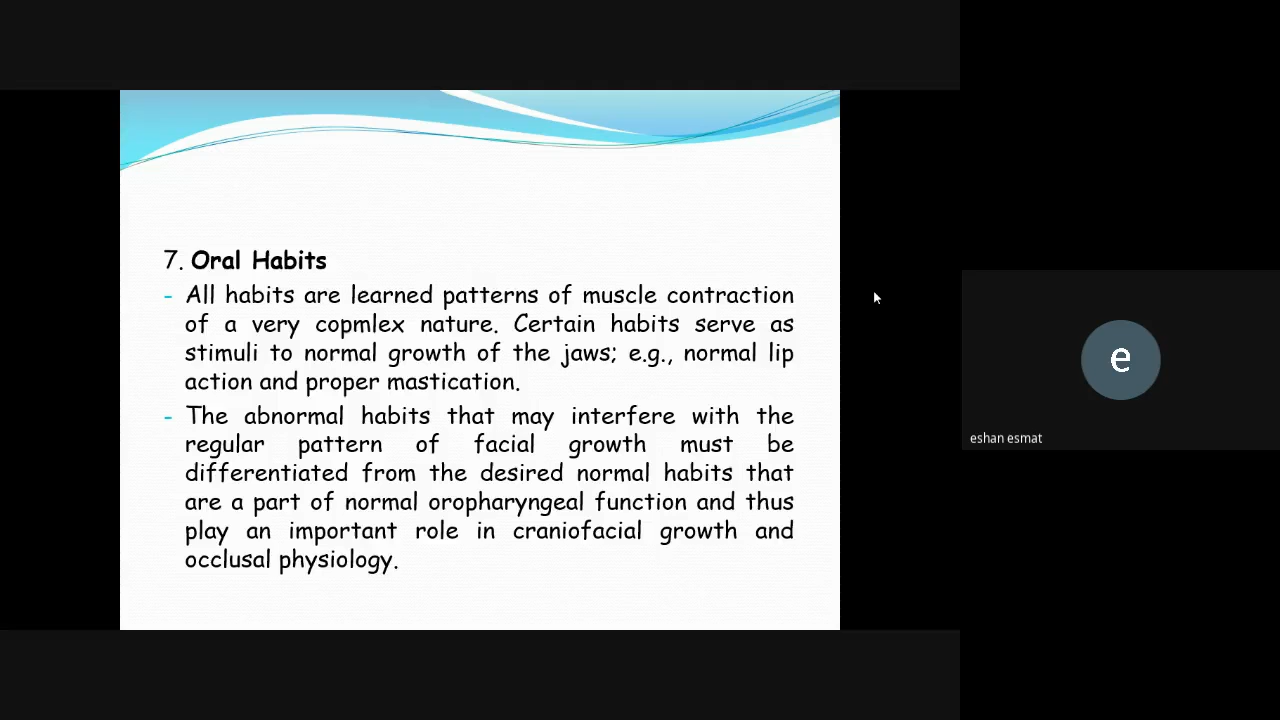 7. Oral Habits
- All habits are learned patterns of muscle contraction
of a very copmlex nature. Certain habits serve as
stimuli to normal growth of the jaws; e.g., normal lip
action and proper mastication.
- The abnormal habits that may interfere with the
regular pattern of facial growth must be
differentiated from the desired normal habits that
are a part of normal oropharyngeal function and thus
play an important role in craniofacial growth and
occlusal physiology.
e
eshan esmat